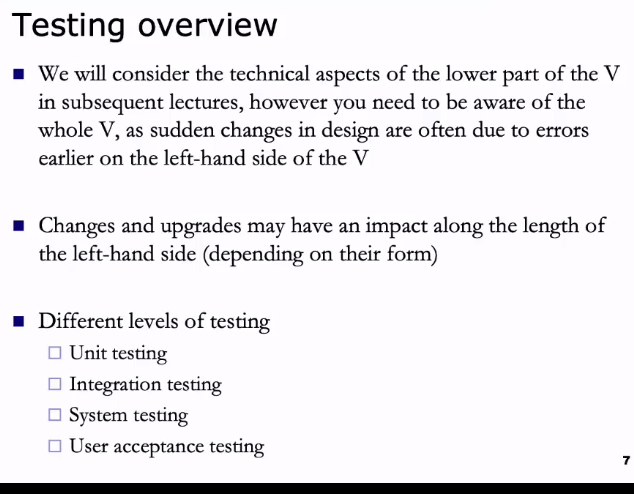 Testing overview
We will consider the technical aspects of the lower part of the V
in subsequent lectures, however you need to be aware of the
whole V, as sudden changes in design are often due to errors
earlier on the left-hand side of the V
Changes and upgrades may have an impact along the length of
the left-hand side (depending on their form)
Different levels of testing
Unit testing
Integration testing
System testing
User acceptance testing
7